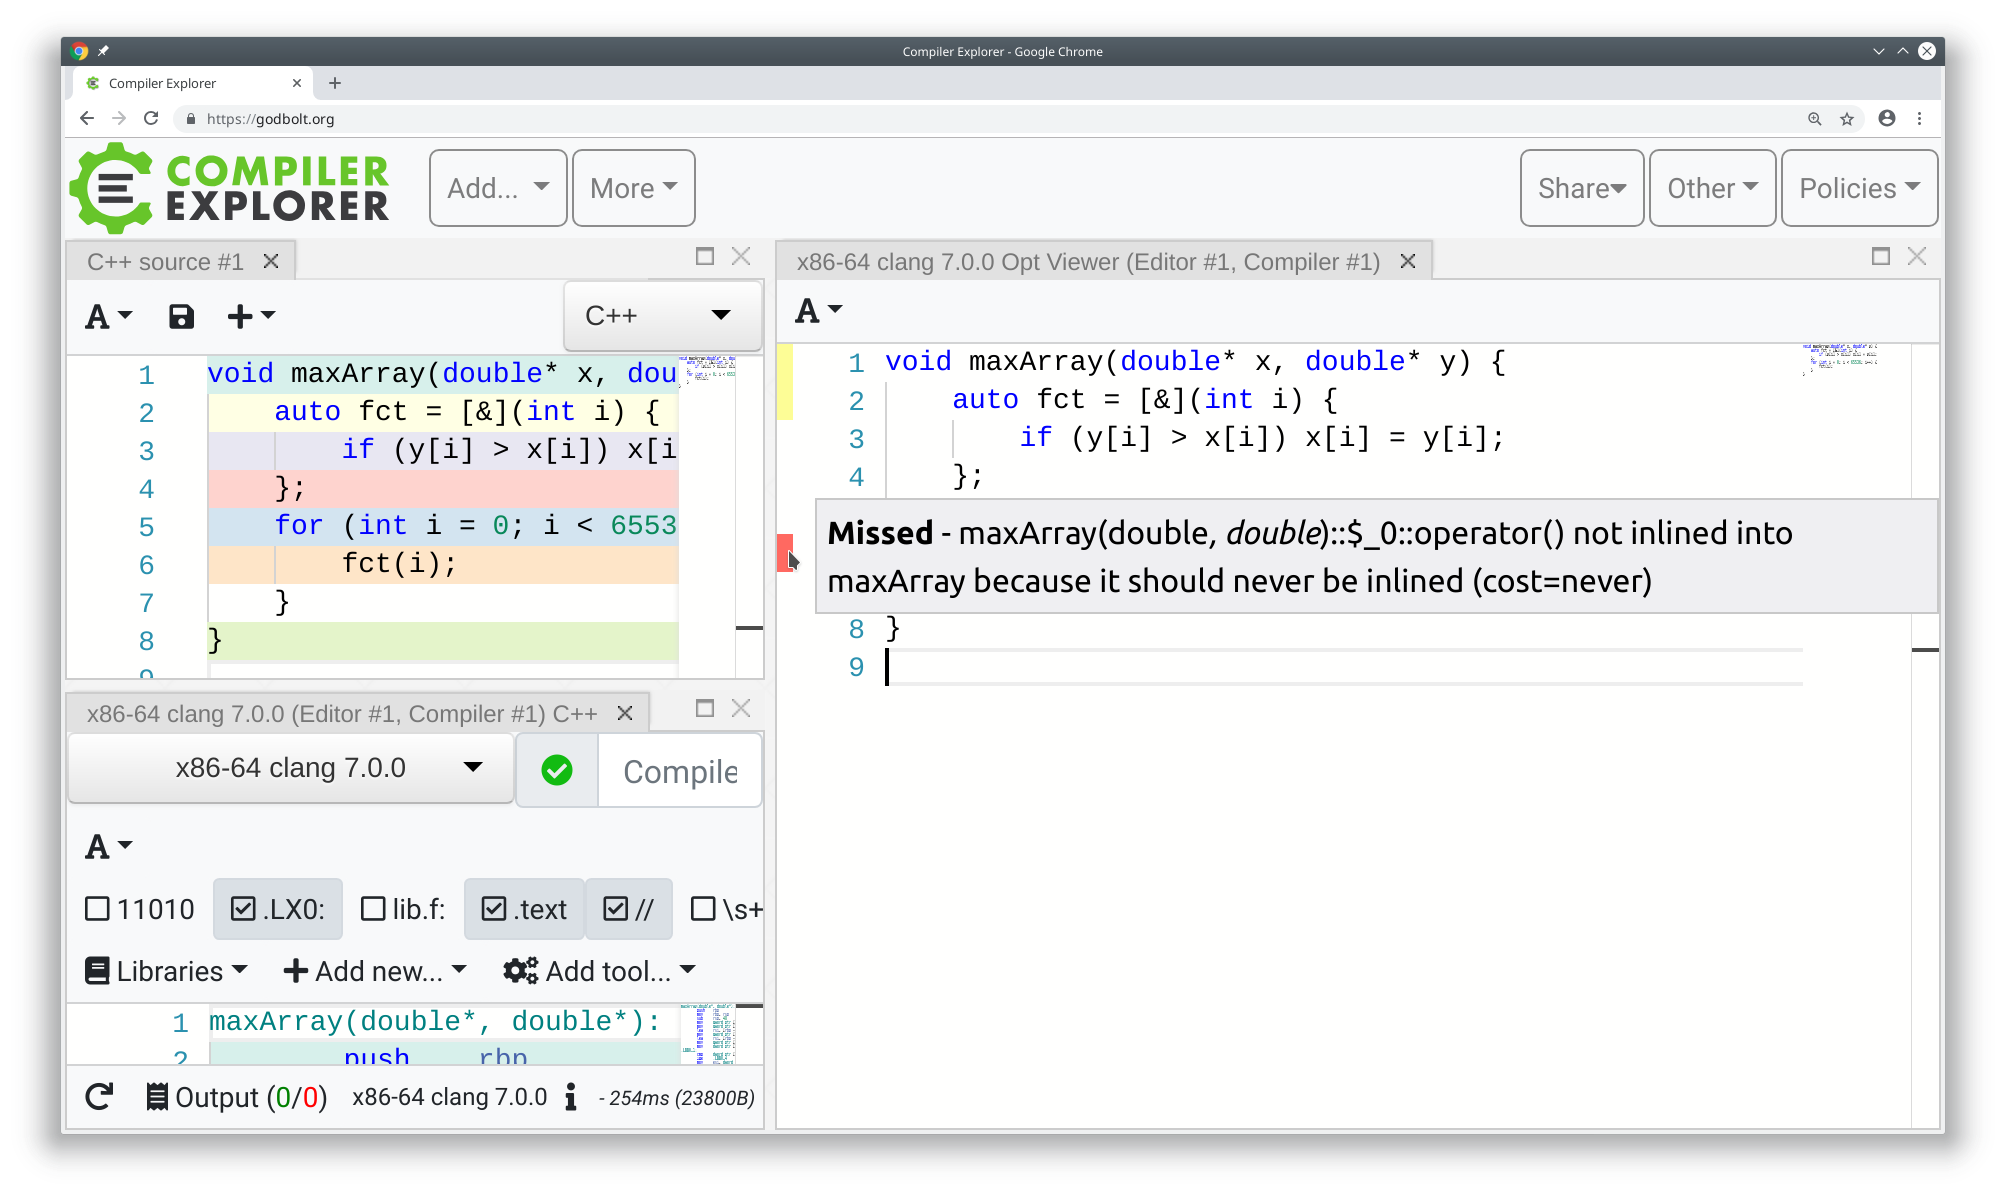 Compiler Explorer - Google Chrome
Compiler Explorer
https://godbolt.org
COMPILER
EXPLORER
Add...
More
Share
Other
Policies
C++ source #1
A
C++
1 void maxArray(double* x, dou
2 auto fct = [&](int i) {
3 if (y[i] > x[i]) x[i
4 };
5 for (int i = 0; i < 6553
6 fct(i);
7 }
8 }
9
x86-64 clang 7.0.0 (Editor #1, Compiler #1) C++
x86-64 clang 7.0.0
Compile
A
11010 .LX0: lib.f: .text // \s+
Libraries Add new... Add tool...
1 maxArray(double*, double*):
2 push rbp
Output (0/0) x86-64 clang 7.0.0 - 254ms (23800B)
x86-64 clang 7.0.0 Opt Viewer (Editor #1, Compiler #1)
A
1 void maxArray(double* x, double* y) {
2 auto fct = [&](int i) {
3 if (y[i] > x[i]) x[i] = y[i];
4 };
Missed - maxArray(double, double)::$_0::operator() not inlined into
maxArray because it should never be inlined (cost=never)
8 }
9